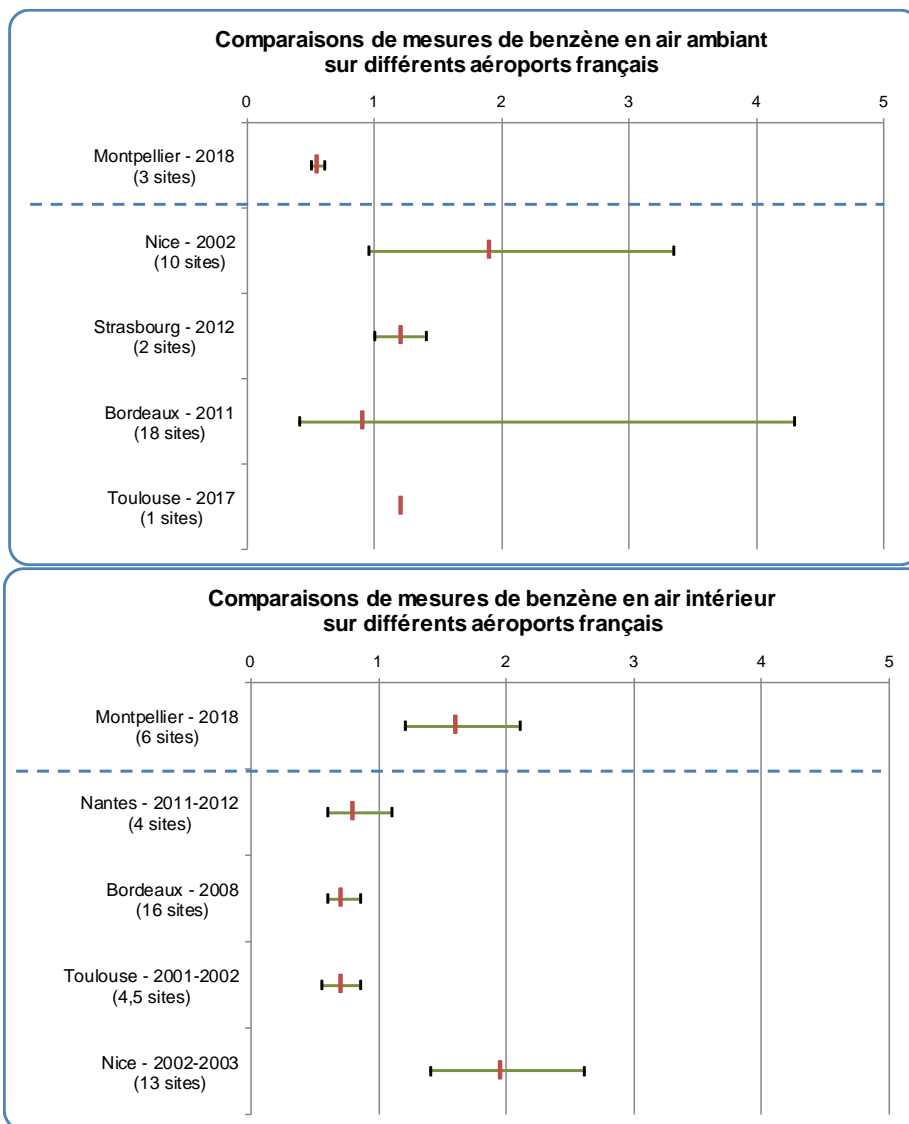 Comparaisons de mesures de benzène en air ambiant
sur différents aéroports français
0 1 2 3 4 5
Montpellier - 2018
(3 sites)
Nice - 2002
(10 sites)
Strasbourg - 2012
(2 sites)
Bordeaux - 2011
(18 sites)
Toulouse - 2017
(1 sites)
Comparaisons de mesures de benzène en air intérieur
sur différents aéroports français
0 1 2 3 4 5
Montpellier - 2018
(6 sites)
Nantes - 2011-2012
(4 sites)
Bordeaux - 2008
(16 sites)
Toulouse - 2001-2002
(4,5 sites)
Nice - 2002-2003
(13 sites)